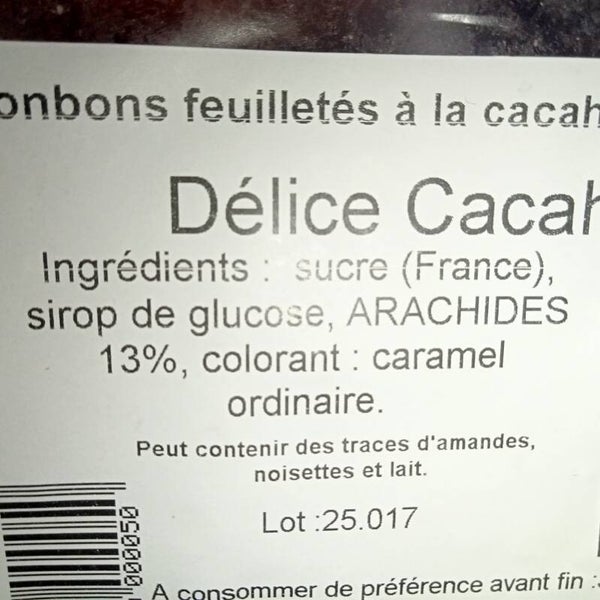 onbons feuilletés à la cacah
Délice Cacah
Ingrédients : sucre (France),
sirop de glucose, ARACHIDES
13%, colorant : caramel
ordinaire.
Peut contenir des traces d'amandes,
noisettes et lait.
Lot :25.017
000050
A consommer de préférence avant fin :